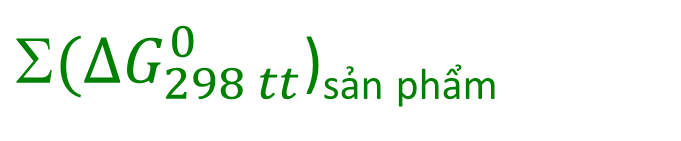 Σ(ΔG⁰₂₉₈ tt)sản phẩm